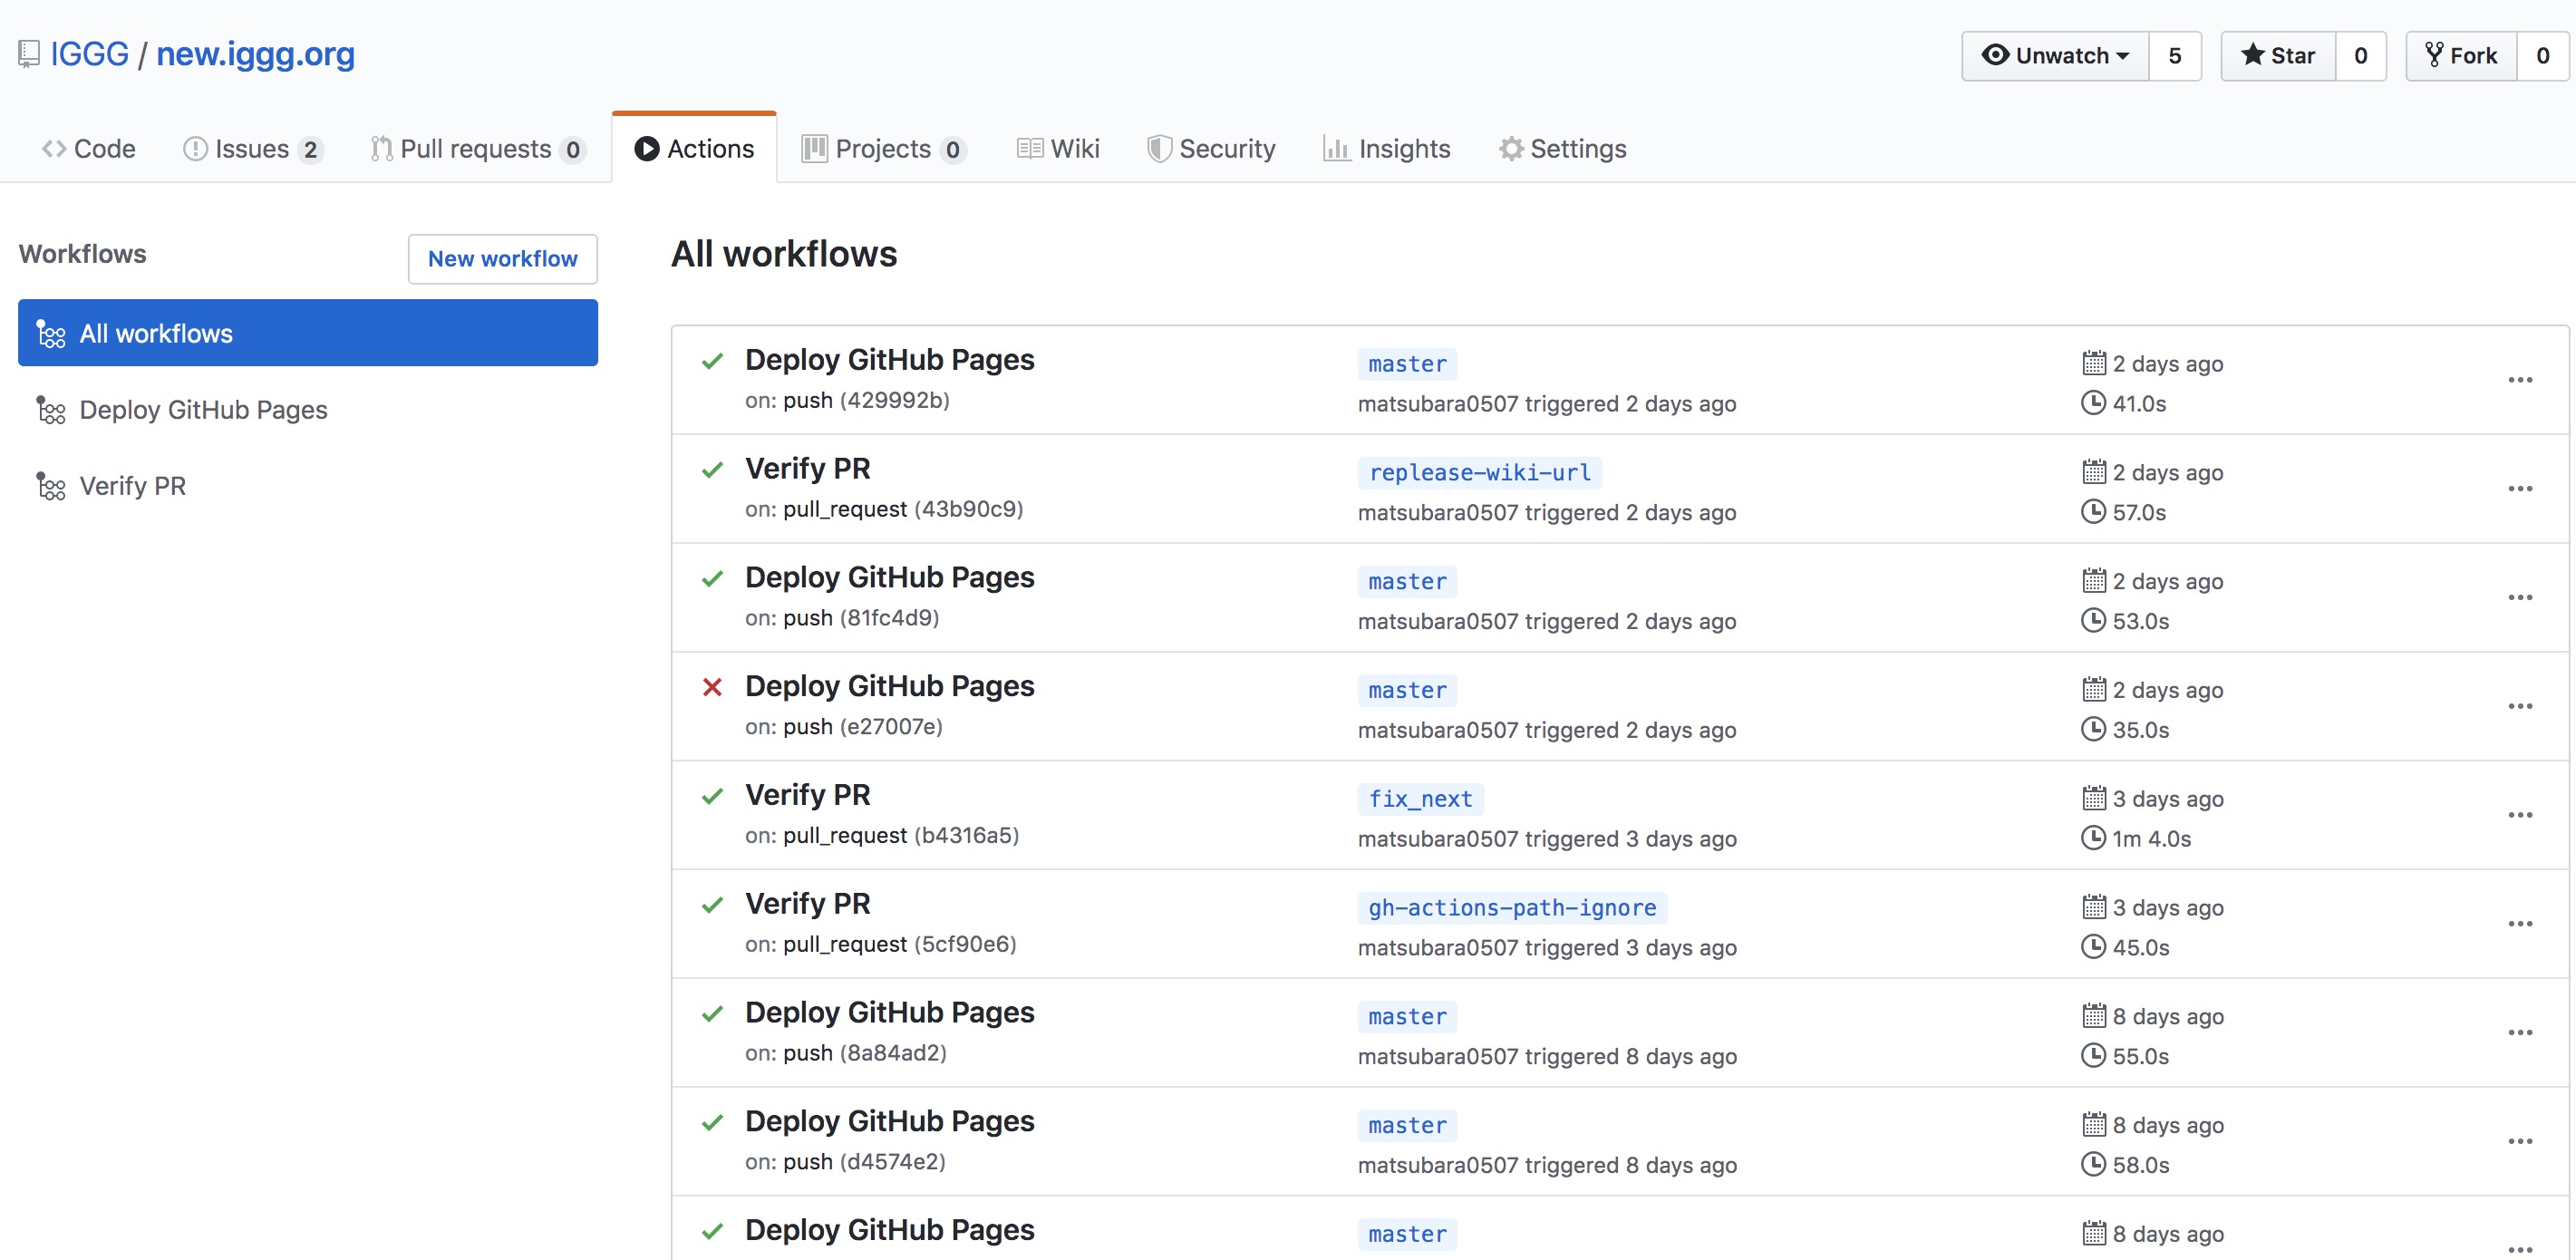 IGGG / new.iggg.org
Unwatch 5 Star 0 Fork 0
Code Issues 2 Pull requests 0 Actions Projects 0 Wiki Security Insights Settings
Workflows
New workflow
All workflows
Deploy GitHub Pages
Verify PR
All workflows
Deploy GitHub Pages master 2 days ago
on: push (429992b) matsubara0507 triggered 2 days ago 41.0s
Verify PR replease-wiki-url 2 days ago
on: pull_request (43b90c9) matsubara0507 triggered 2 days ago 57.0s
Deploy GitHub Pages master 2 days ago
on: push (81fc4d9) matsubara0507 triggered 2 days ago 53.0s
Deploy GitHub Pages master 2 days ago
on: push (e27007e) matsubara0507 triggered 2 days ago 35.0s
Verify PR fix_next 3 days ago
on: pull_request (b4316a5) matsubara0507 triggered 3 days ago 1m 4.0s
Verify PR gh-actions-path-ignore 3 days ago
on: pull_request (5cf90e6) matsubara0507 triggered 3 days ago 45.0s
Deploy GitHub Pages master 8 days ago
on: push (8a84ad2) matsubara0507 triggered 8 days ago 55.0s
Deploy GitHub Pages master 8 days ago
on: push (d4574e2) matsubara0507 triggered 8 days ago 58.0s
Deploy GitHub Pages master 8 days ago